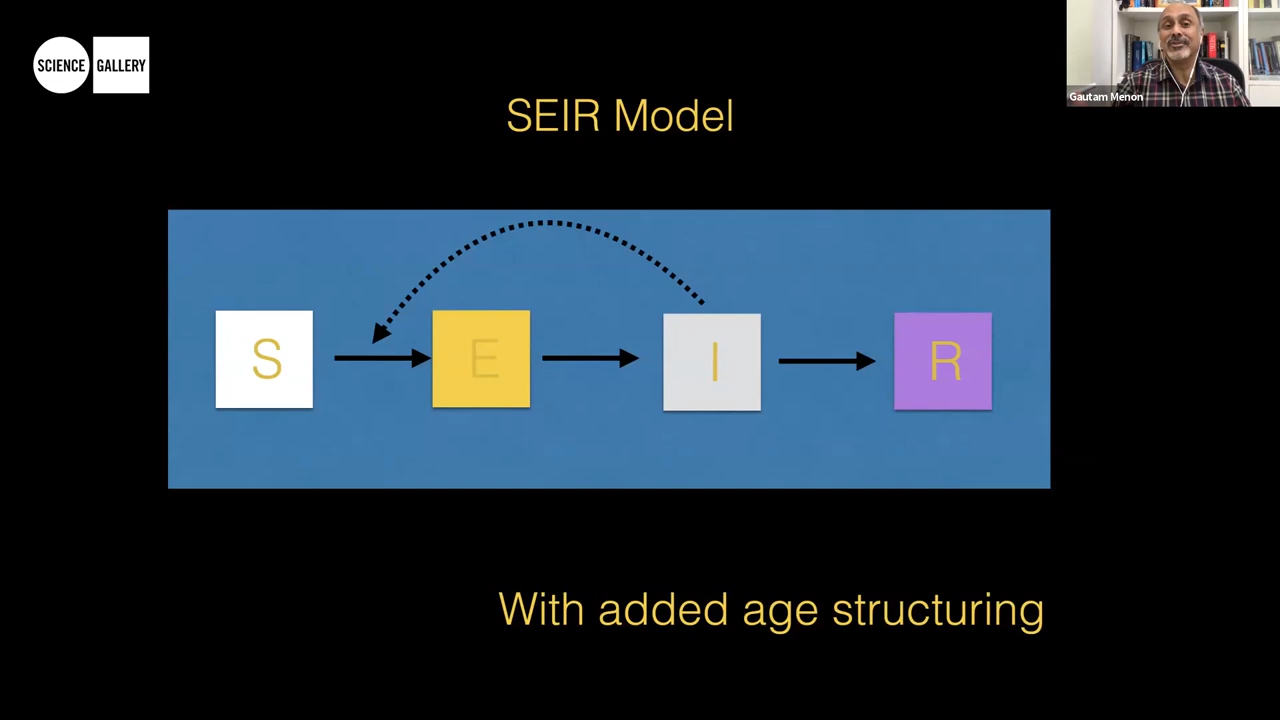 SCIENCE GALLERY
Gautam Menon
SEIR Model
S E I R
With added age structuring